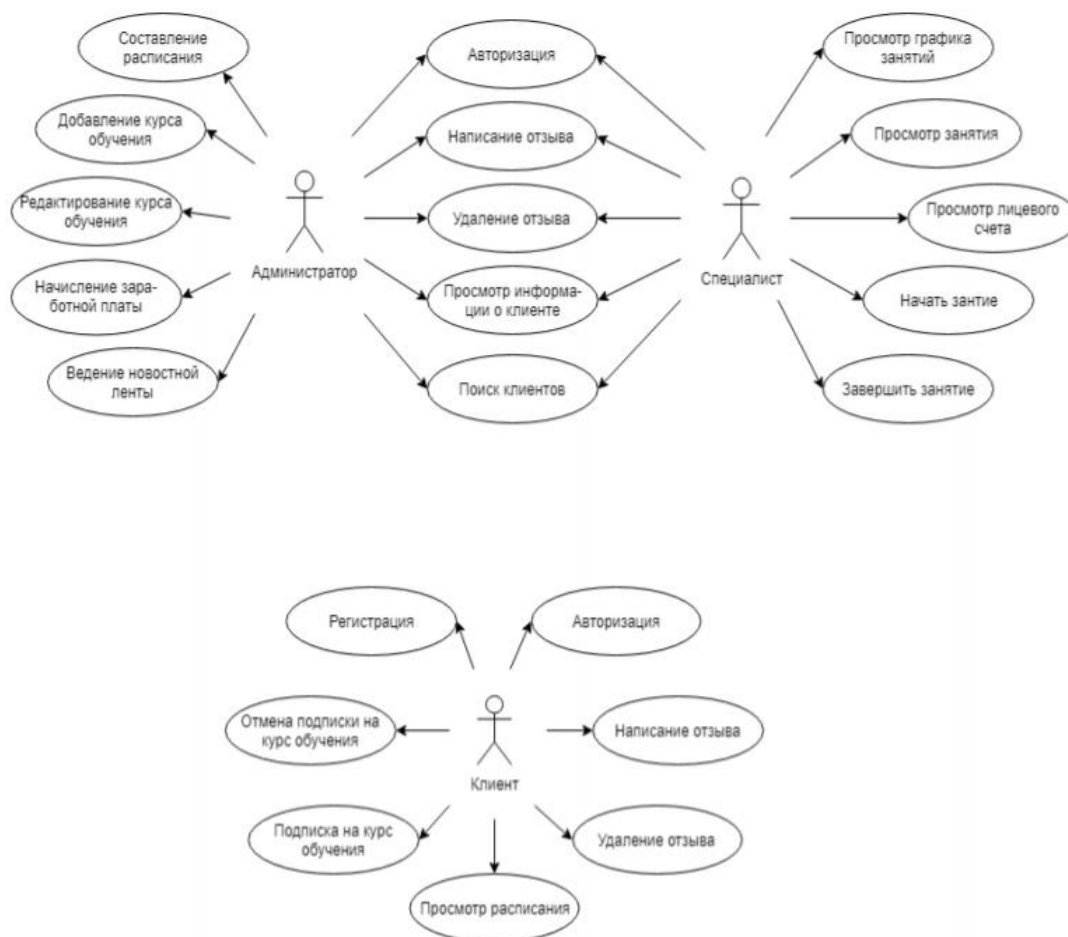 Составление
расписания
Авторизация
Просмотр графика
занятий
Добавление курса
обучения
Написание отзыва
Просмотр занятия
Редактирование курса
обучения
Удаление отзыва
Просмотр лицевого
счета
Администратор
Специалист
Начисление зара-
ботной платы
Просмотр информа-
ции о клиенте
Начать зантие
Ведение новостной
ленты
Поиск клиентов
Завершить занятие
Регистрация
Авторизация
Отмена подписки на
курс обучения
Написание отзыва
Клиент
Подписка на курс
обучения
Удаление отзыва
Просмотр расписания